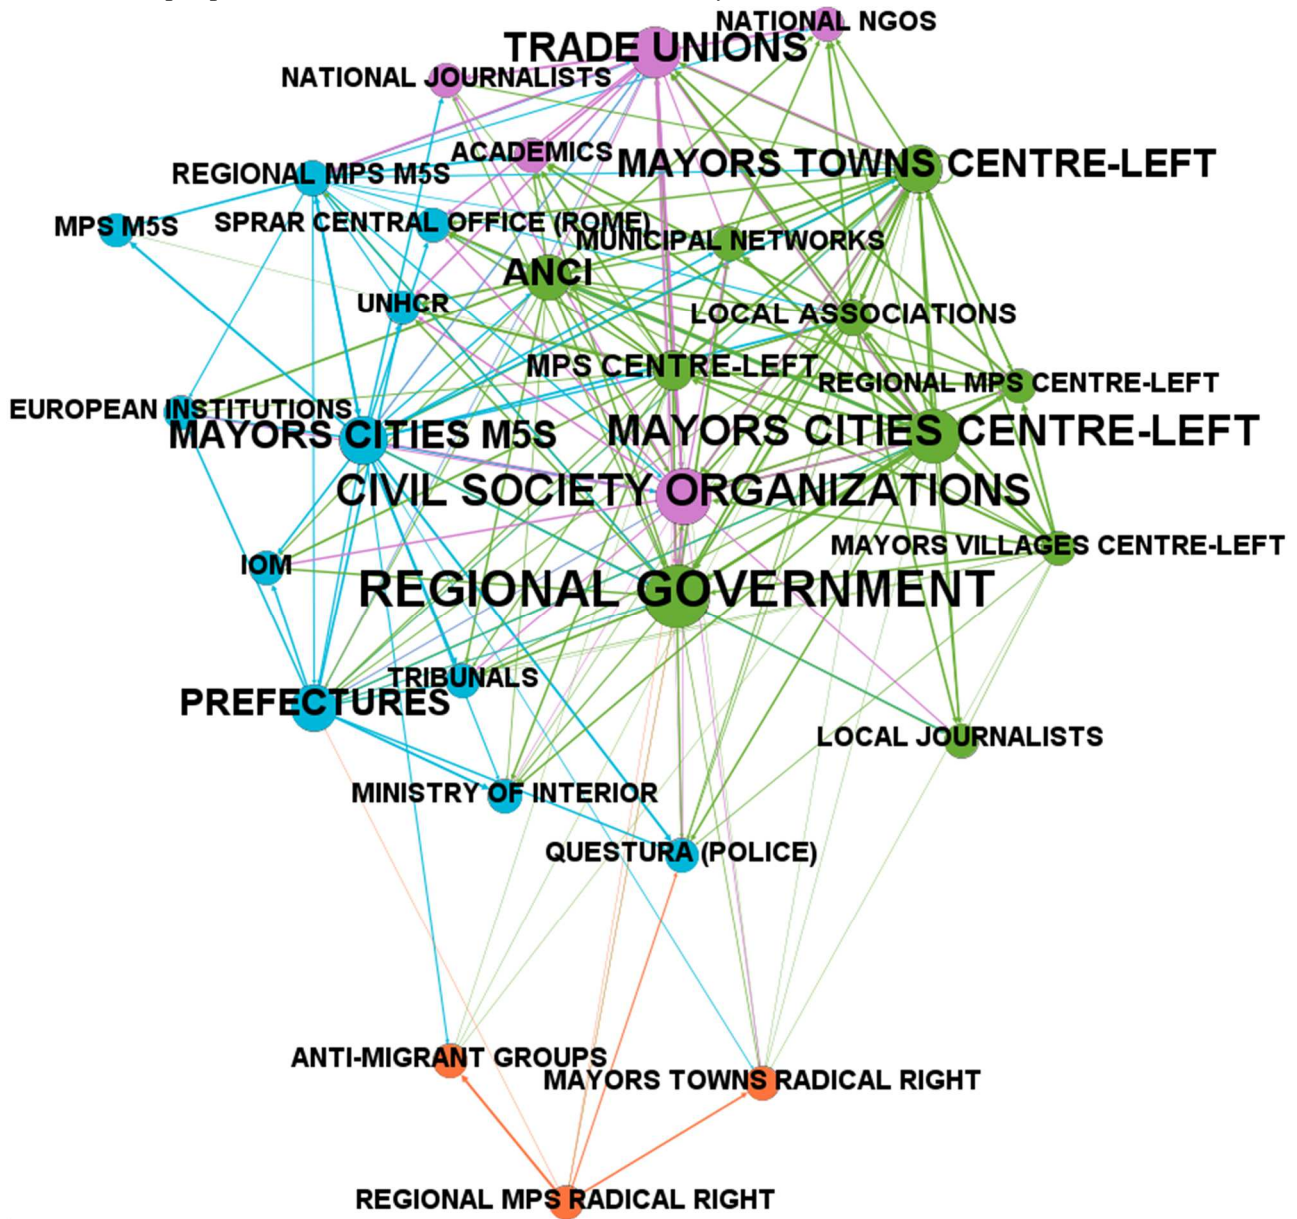 NATIONAL NGOS
TRADE UNIONS
NATIONAL JOURNALISTS
ACADEMICS
MAYORS TOWNS CENTRE-LEFT
REGIONAL MPS M5S
MPS M5S
SPRAR CENTRAL OFFICE (ROME)
MUNICIPAL NETWORKS
ANCI
UNHCR
LOCAL ASSOCIATIONS
MPS CENTRE-LEFT
REGIONAL MPS CENTRE-LEFT
EUROPEAN INSTITUTIONS
MAYORS CITIES M5S
MAYORS CITIES CENTRE-LEFT
CIVIL SOCIETY ORGANIZATIONS
MAYORS VILLAGES CENTRE-LEFT
IOM
REGIONAL GOVERNMENT
TRIBUNALS
PREFECTURES
LOCAL JOURNALISTS
MINISTRY OF INTERIOR
QUESTURA (POLICE)
ANTI-MIGRANT GROUPS
MAYORS TOWNS RADICAL RIGHT
REGIONAL MPS RADICAL RIGHT